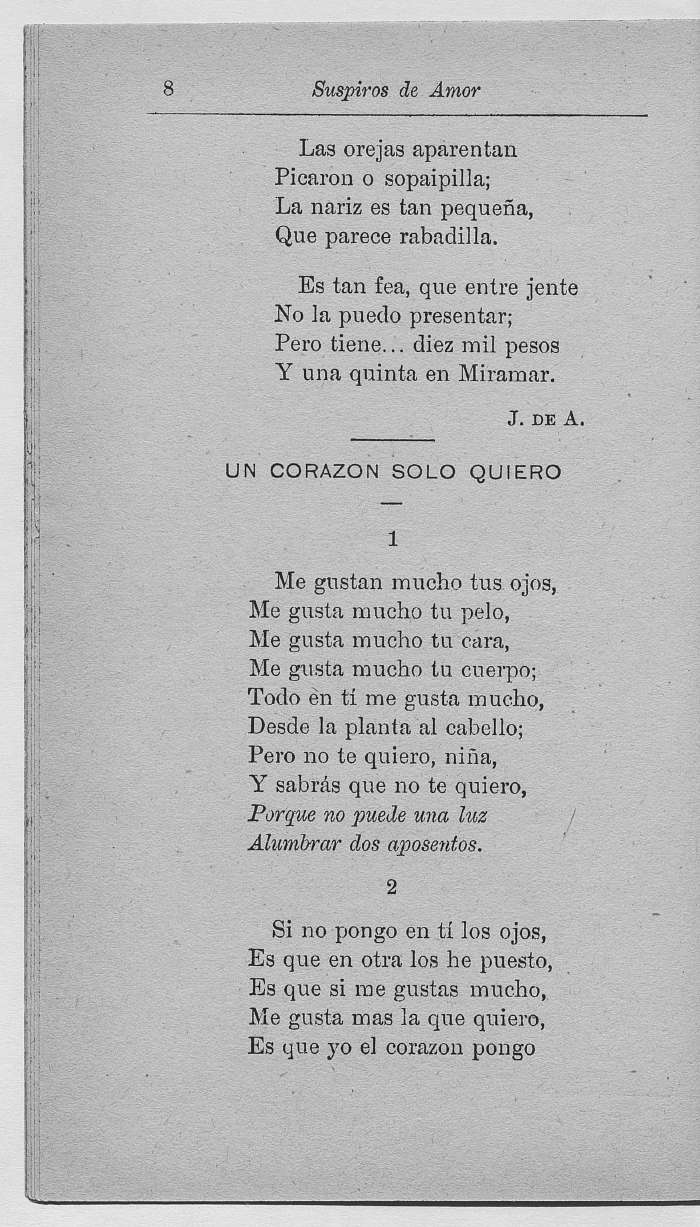 8 Suspiros de Amor
Las orejas aparentan
Picaron o sopaipilla;
La nariz es tan pequeña,
Que parece rabadilla.
Es tan fea, que entre jente
No la puedo presentar;
Pero tiene... diez mil pesos
Y una quinta en Miramar.
J. DE A.
UN CORAZON SOLO QUIERO
1
Me gustan mucho tus ojos,
Me gusta mucho tu pelo,
Me gusta mucho tu cara,
Me gusta mucho tu cuerpo;
Todo en tí me gusta mucho,
Desde la planta al cabello;
Pero no te quiero, niña,
Y sabrás que no te quiero,
Porque no puede una luz
Alumbrar dos aposentos.
2
Si no pongo en tí los ojos,
Es que en otra los he puesto,
Es que si me gustas mucho,
Me gusta mas la que quiero,
Es que yo el corazon pongo